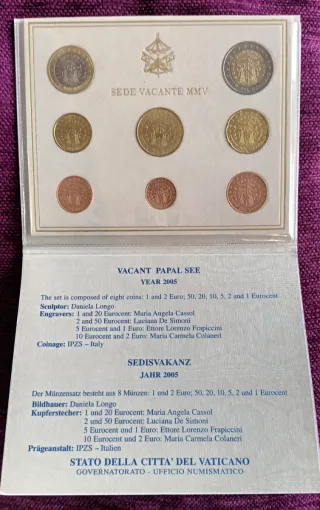 SEDE VACANTE MMV
VACANT PAPAL SEE
YEAR 2005
The set is composed of eight coins: 1 and 2 Euro; 50, 20, 10, 5, 2 and 1 Eurocent
Sculptor: Daniela Longo
Engravers: 1 and 20 Eurocent: Maria Angela Cassol
2 and 50 Eurocent: Luciana De Simoni
5 Eurocent and 1 Euro: Ettore Lorenzo Frapiccini
10 Eurocent and 2 Euro: Maria Carmela Colaneri
Coinage: IPZS – Italy
SEDISVAKANZ
JAHR 2005
Der Münzensatz besteht aus 8 Münzen: 1 und 2 Euro; 50, 20, 10, 5, 2 und 1 Eurocent
Bildhauer: Daniela Longo
Kupferstecher: 1 und 20 Eurocent: Maria Angela Cassol
2 und 50 Eurocent: Luciana De Simoni
5 Eurocent und 1 Euro: Ettore Lorenzo Frapiccini
10 Eurocent und 2 Euro: Maria Carmela Colaneri
Prägeanstalt: IPZS – Italien
STATO DELLA CITTA' DEL VATICANO
GOVERNATORATO - UFFICIO NUMISMATICO